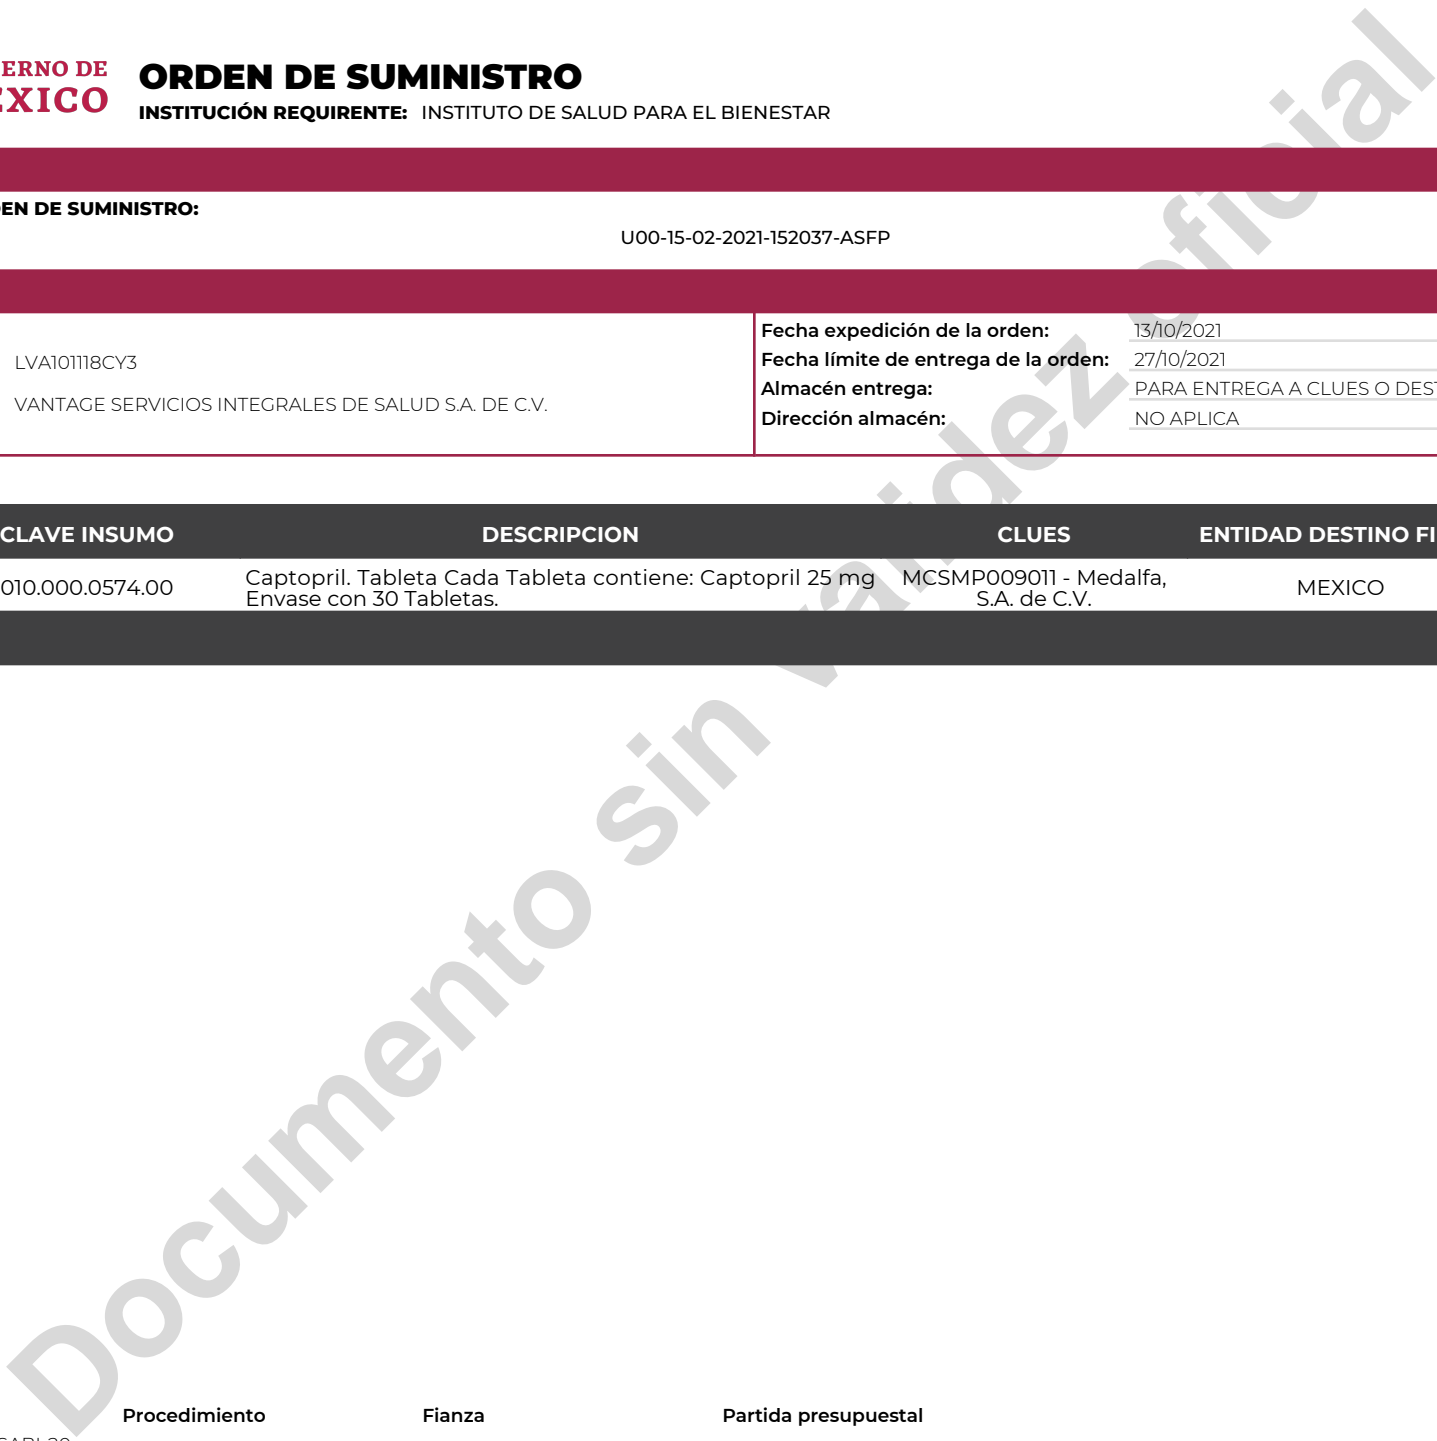 ERNO DE
EXICO
ORDEN DE SUMINISTRO
INSTITUCIÓN REQUIRENTE: INSTITUTO DE SALUD PARA EL BIENESTAR
EN DE SUMINISTRO:
U00-15-02-2021-152037-ASFP
LVA101118CY3
VANTAGE SERVICIOS INTEGRALES DE SALUD S.A. DE C.V.
Fecha expedición de la orden: 13/10/2021
Fecha límite de entrega de la orden: 27/10/2021
Almacén entrega: PARA ENTREGA A CLUES O DEST
Dirección almacén: NO APLICA
CLAVE INSUMO DESCRIPCION CLUES ENTIDAD DESTINO FI
010.000.0574.00 Captopril. Tableta Cada Tableta contiene: Captopril 25 mg MCSMP009011 - Medalfa, MEXICO
Envase con 30 Tabletas. S.A. de C.V.
Documento sin validez oficial
Procedimiento Fianza Partida presupuestal